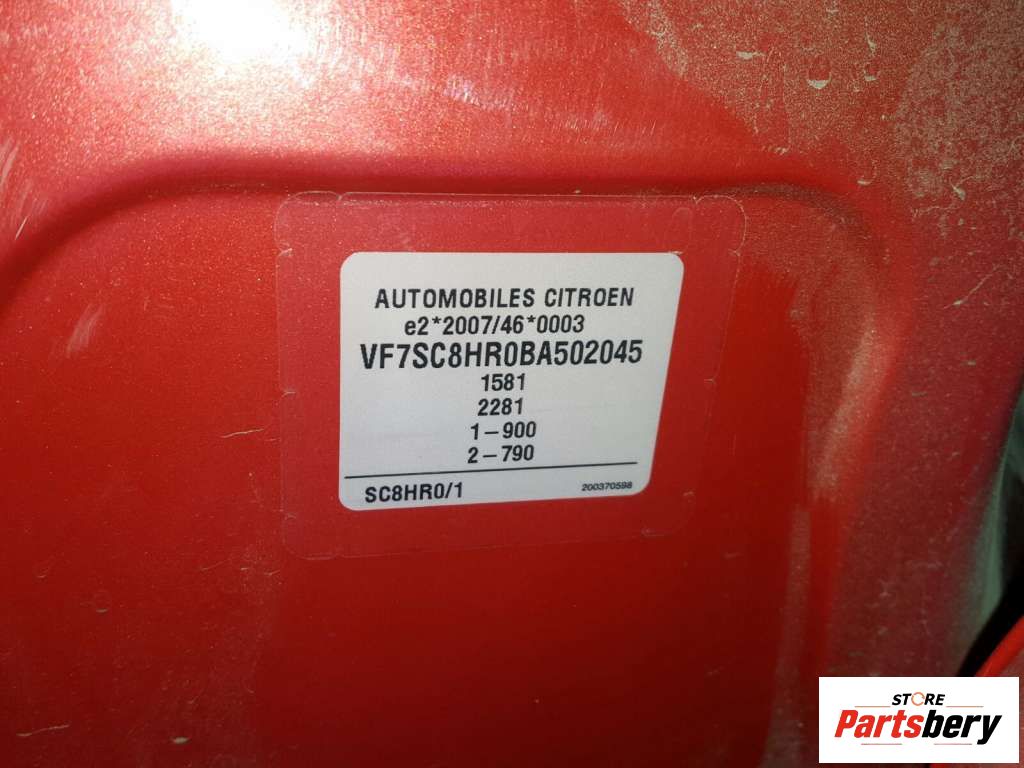 AUTOMOBILES CITROEN
e2*2007/46*0003
VF7SC8HR0BA502045
1581
2281
1-900
2-790
SC8HR0/1 200370598
STORE
Partsbery